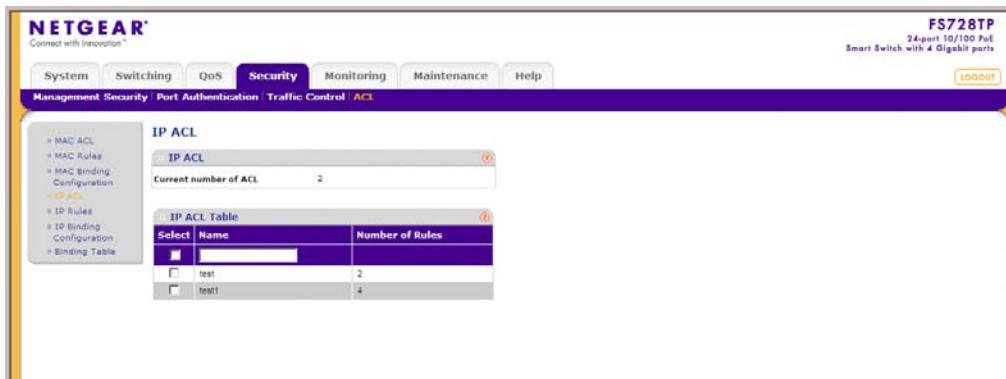 NETGEAR®
Connect with Innovation™
FS728TP
24-port 10/100 PoE
Smart Switch with 4 Gigabit ports
System Switching QoS Security Monitoring Maintenance Help
LOGOUT
Management Security Port Authentication Traffic Control ACL
» MAC ACL
» MAC Rules
» MAC Binding
Configuration
» IP ACL
» IP Rules
» IP Binding
Configuration
» Binding Table
IP ACL
IP ACL
Current number of ACL 2
IP ACL Table
Select Name Number of Rules
test 2
test1 4